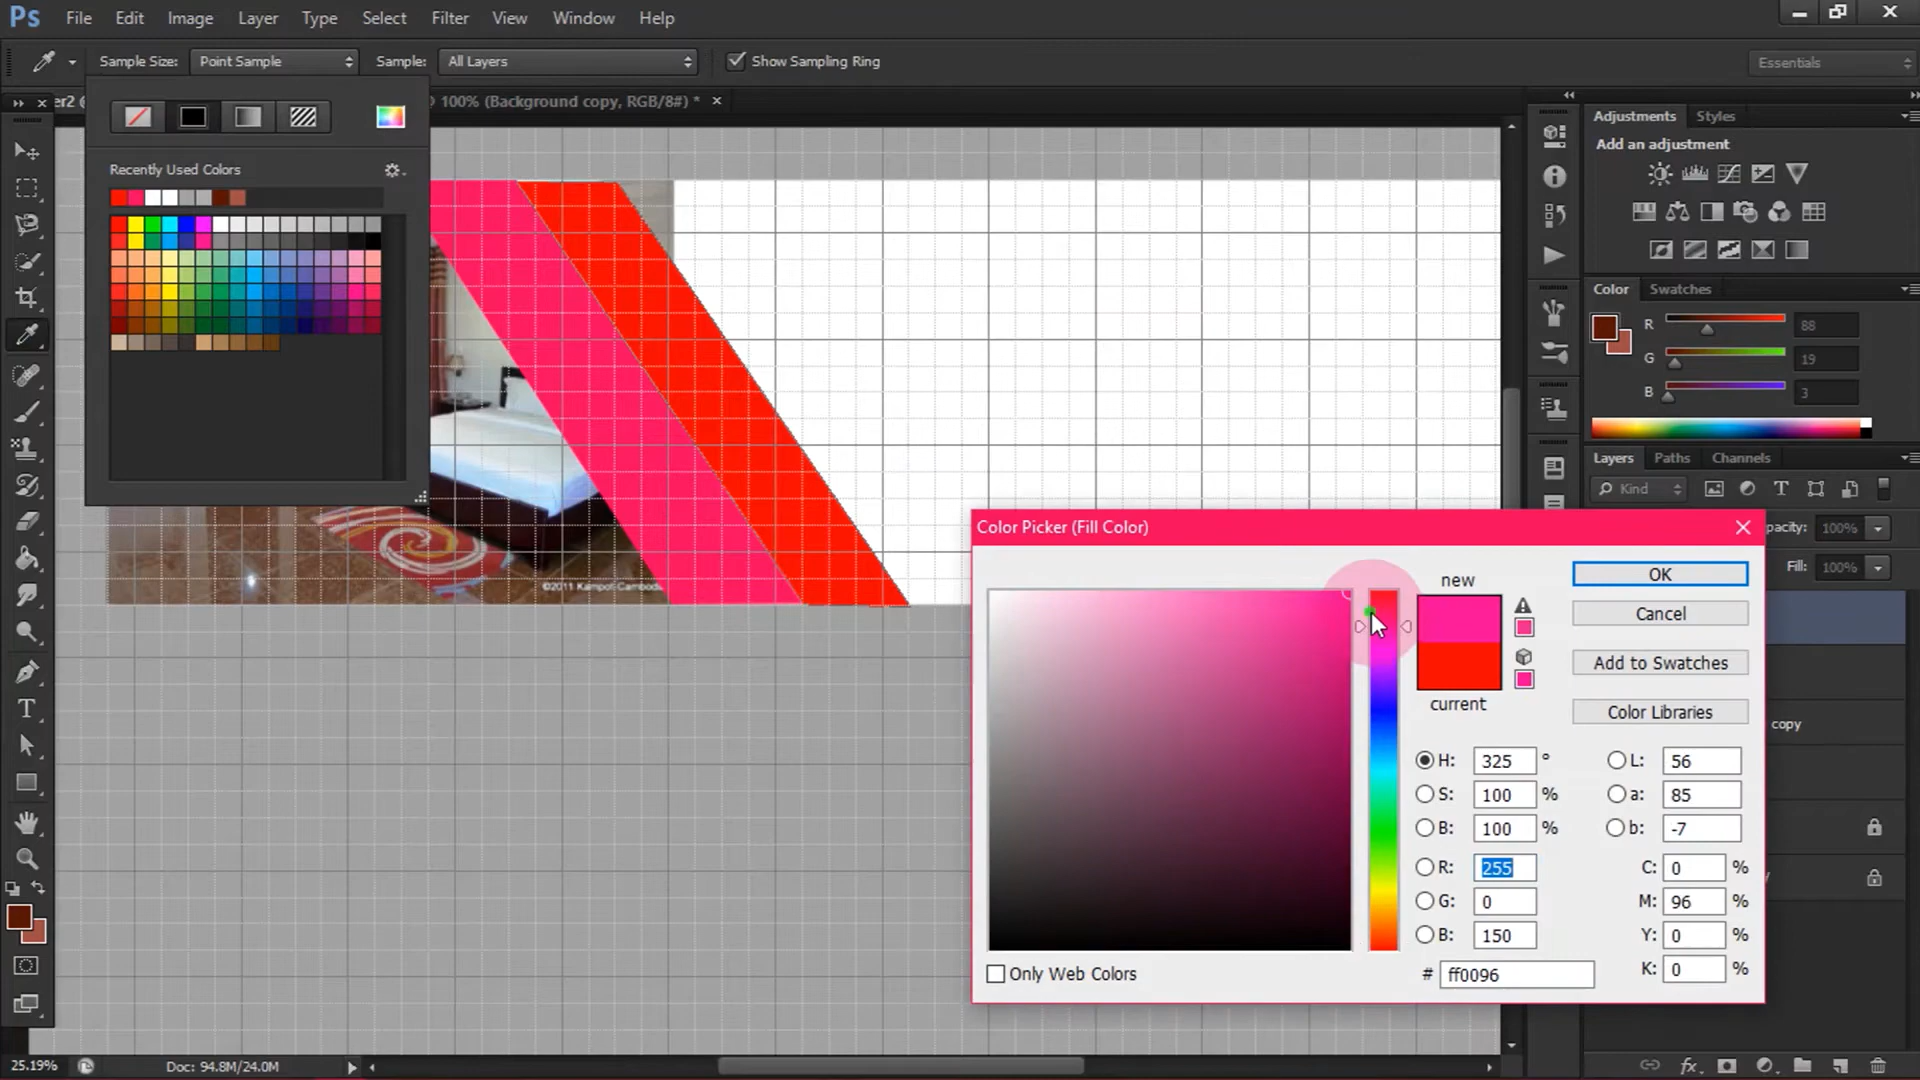 Ps File Edit Image Layer Type Select Filter View Window Help
Sample Size: Point Sample Sample: All Layers Show Sampling Ring Essentials
er2 @ 100% (Background copy, RGB/8#) *
Recently Used Colors
©2011 Kampot-Cambodi
Adjustments Styles
Add an adjustment
Color Swatches
R 88
G 19
B 3
Layers Paths Channels
Kind
pacity: 100%
Fill: 100%
copy
Color Picker (Fill Color)
new
current
OK
Cancel
Add to Swatches
Color Libraries
H: 325 °
S: 100 %
B: 100 %
R: 255
G: 0
B: 150
# ff0096
L: 56
a: 85
b: -7
C: 0 %
M: 96 %
Y: 0 %
K: 0 %
Only Web Colors
25.19% Doc: 94.8M/24.0M